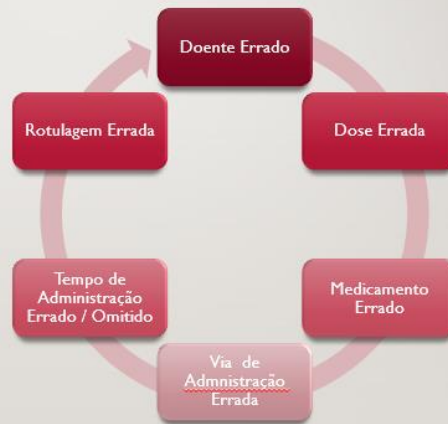 Doente Errado
Dose Errada
Medicamento
Errado
Via de
Admnistração
Errada
Tempo de
Administração
Errado / Omitido
Rotulagem Errada